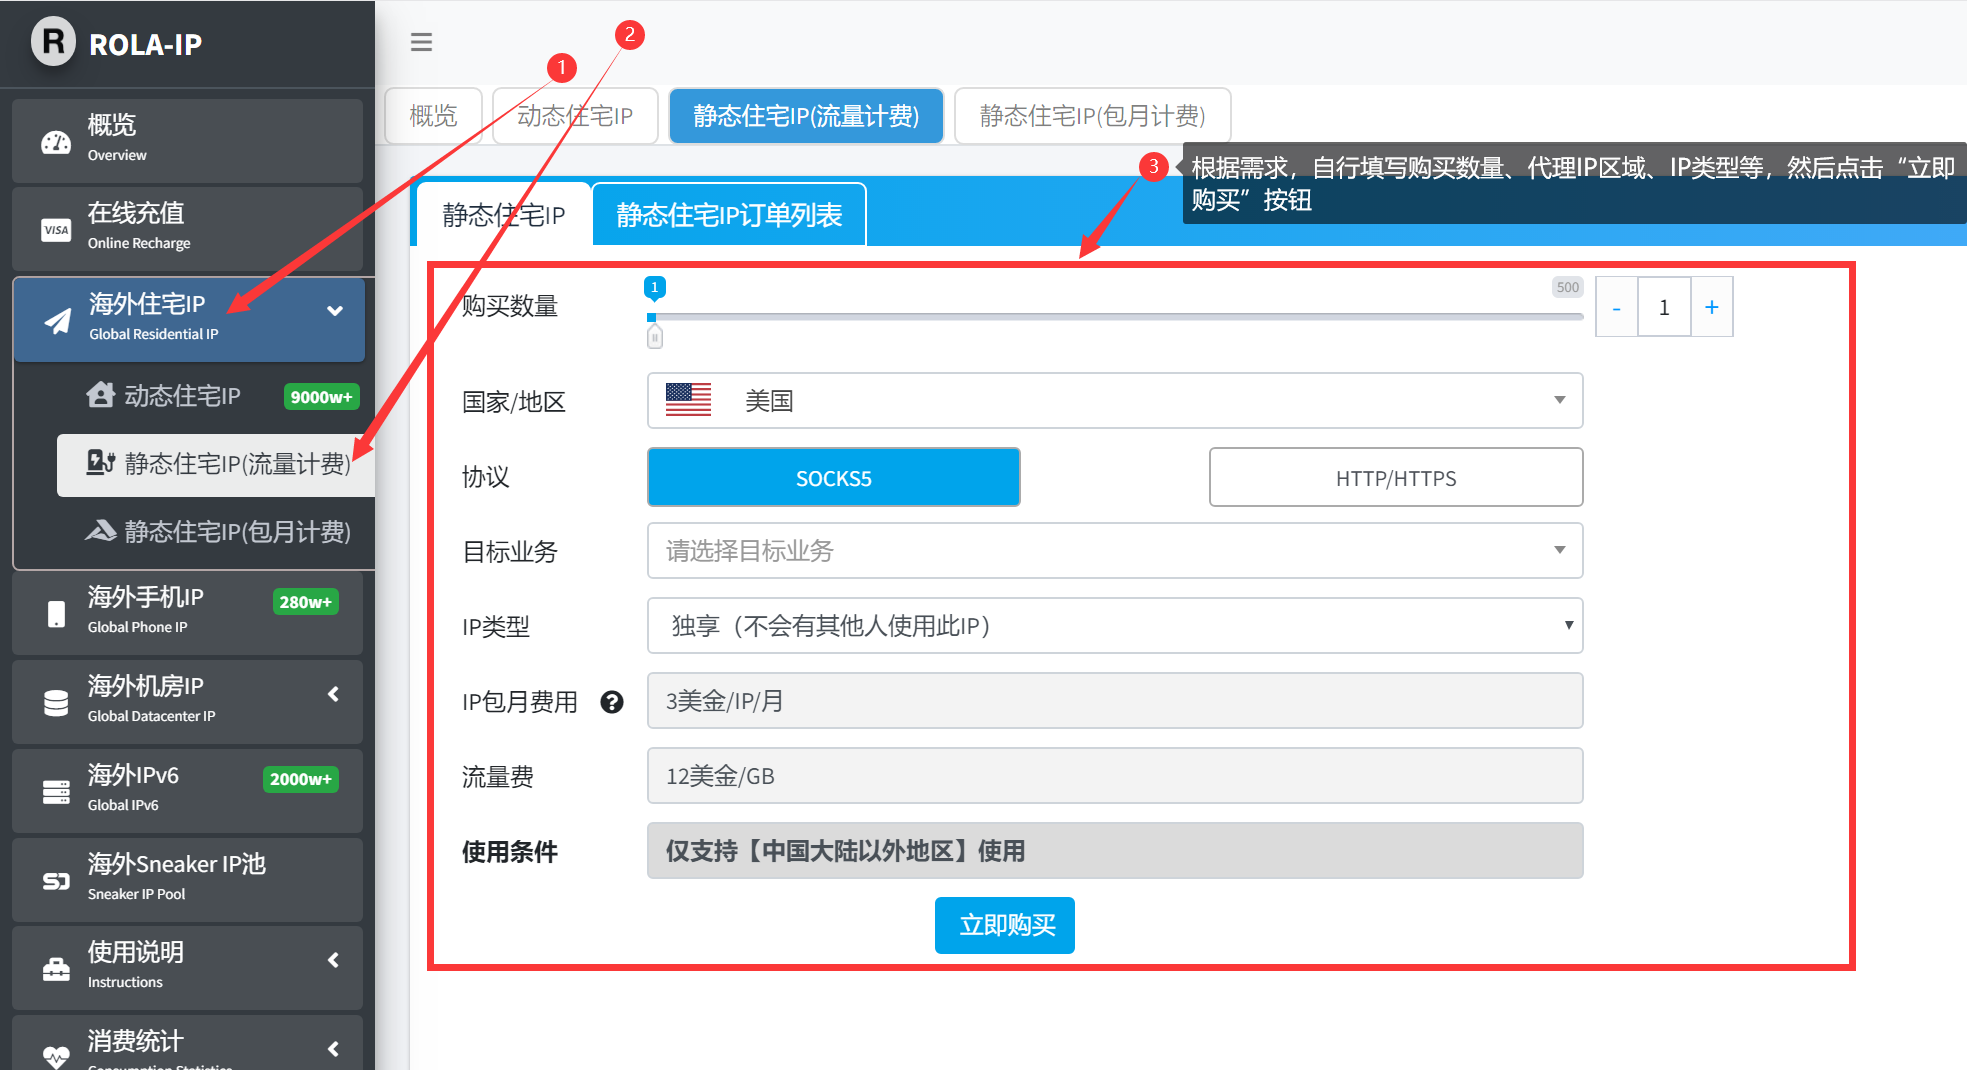 R ROLA-IP
概览
Overview
VISA
在线充值
Online Recharge
海外住宅IP
Global Residential IP
动态住宅IP 9000w+
静态住宅IP(流量计费)
静态住宅IP(包月计费)
海外手机IP 280w+
Global Phone IP
海外机房IP
Global Datacenter IP
海外IPv6 2000w+
Global IPv6
海外Sneaker IP池
Sneaker IP Pool
使用说明
Instructions
消费统计
Consumption Statistics
1
2
概览 动态住宅IP 静态住宅IP(流量计费) 静态住宅IP(包月计费)
3
根据需求，自行填写购买数量、代理IP区域、IP类型等，然后点击“立即
购买”按钮
静态住宅IP 静态住宅IP订单列表
购买数量 1 500 - 1 +
国家/地区 美国
协议 SOCKS5 HTTP/HTTPS
目标业务 请选择目标业务
IP类型 独享（不会有其他人使用此IP）
IP包月费用 ? 3美金/IP/月
流量费 12美金/GB
使用条件 仅支持【中国大陆以外地区】使用
立即购买